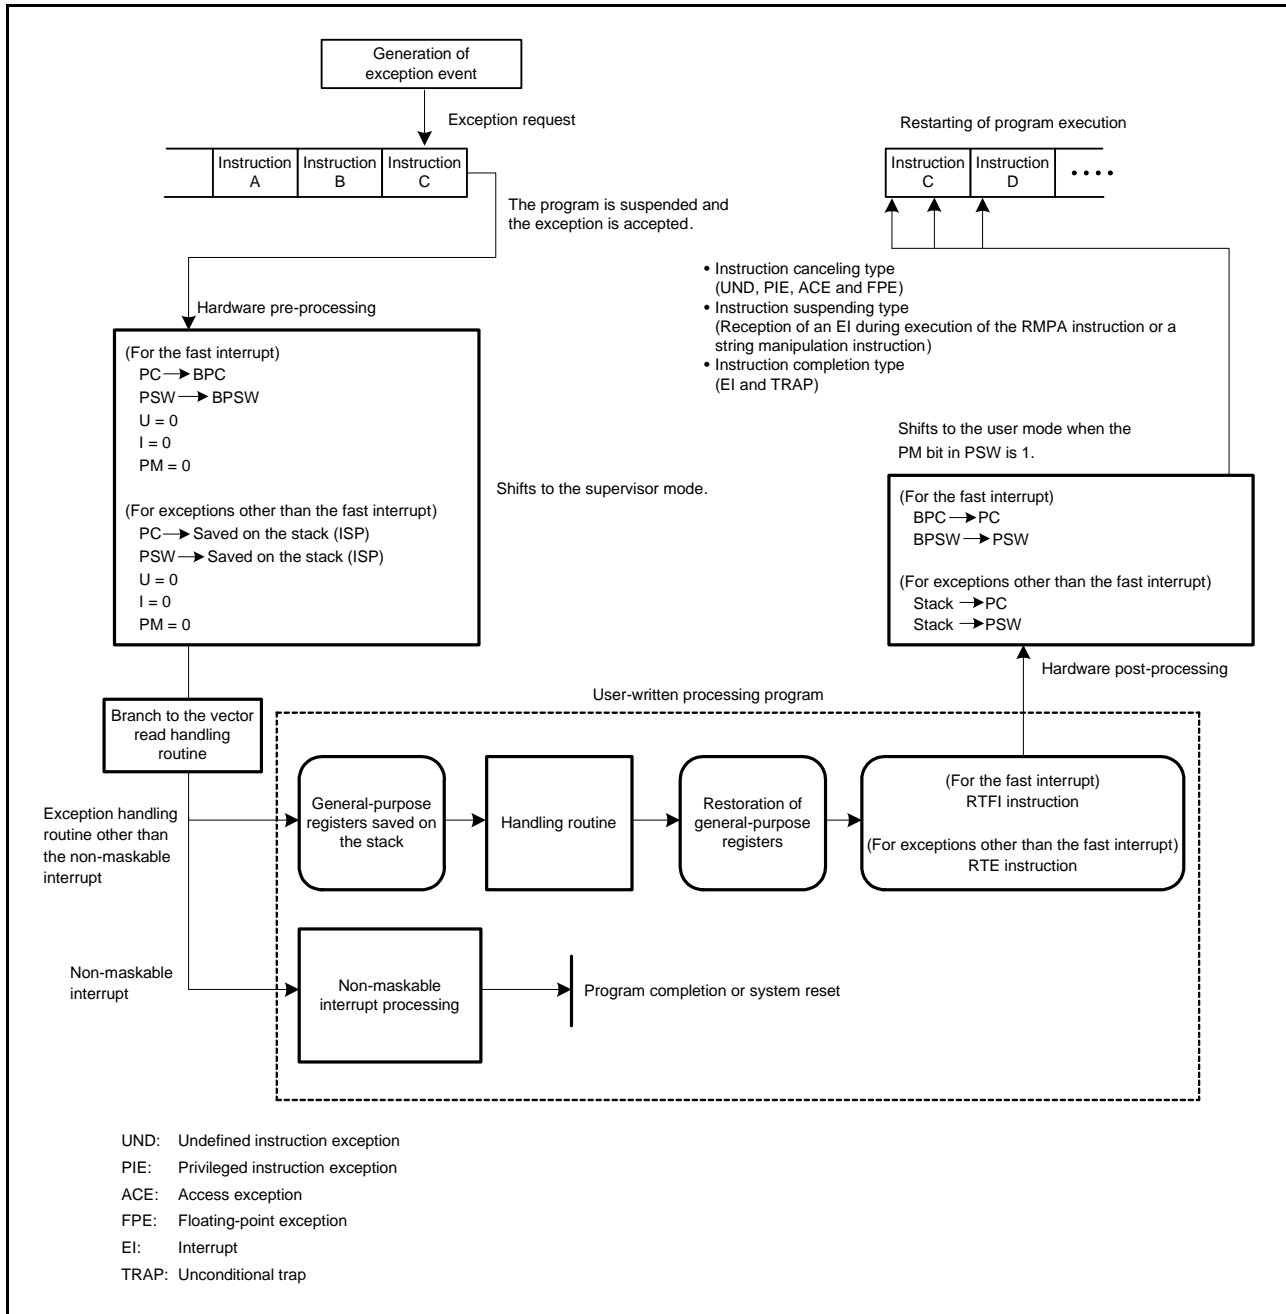 Generation of
exception event
Exception request
Restarting of program execution
Instruction
A
Instruction
B
Instruction
C
Instruction
C
Instruction
D
• • • •
The program is suspended and
the exception is accepted.
• Instruction canceling type
(UND, PIE, ACE and FPE)
• Instruction suspending type
(Reception of an EI during execution of the RMPA instruction or a
string manipulation instruction)
• Instruction completion type
(EI and TRAP)
Hardware pre-processing
(For the fast interrupt)
PC → BPC
PSW → BPSW
U = 0
I = 0
PM = 0
(For exceptions other than the fast interrupt)
PC → Saved on the stack (ISP)
PSW → Saved on the stack (ISP)
U = 0
I = 0
PM = 0
Shifts to the supervisor mode.
Shifts to the user mode when the
PM bit in PSW is 1.
(For the fast interrupt)
BPC → PC
BPSW → PSW
(For exceptions other than the fast interrupt)
Stack → PC
Stack → PSW
Hardware post-processing
User-written processing program
Branch to the vector
read handling
routine
Exception handling
routine other than
the non-maskable
interrupt
General-purpose
registers saved on
the stack
Handling routine
Restoration of
general-purpose
registers
(For the fast interrupt)
RTFI instruction
(For exceptions other than the fast interrupt)
RTE instruction
Non-maskable
interrupt
Non-maskable
interrupt processing
Program completion or system reset
UND: Undefined instruction exception
PIE: Privileged instruction exception
ACE: Access exception
FPE: Floating-point exception
EI: Interrupt
TRAP: Unconditional trap